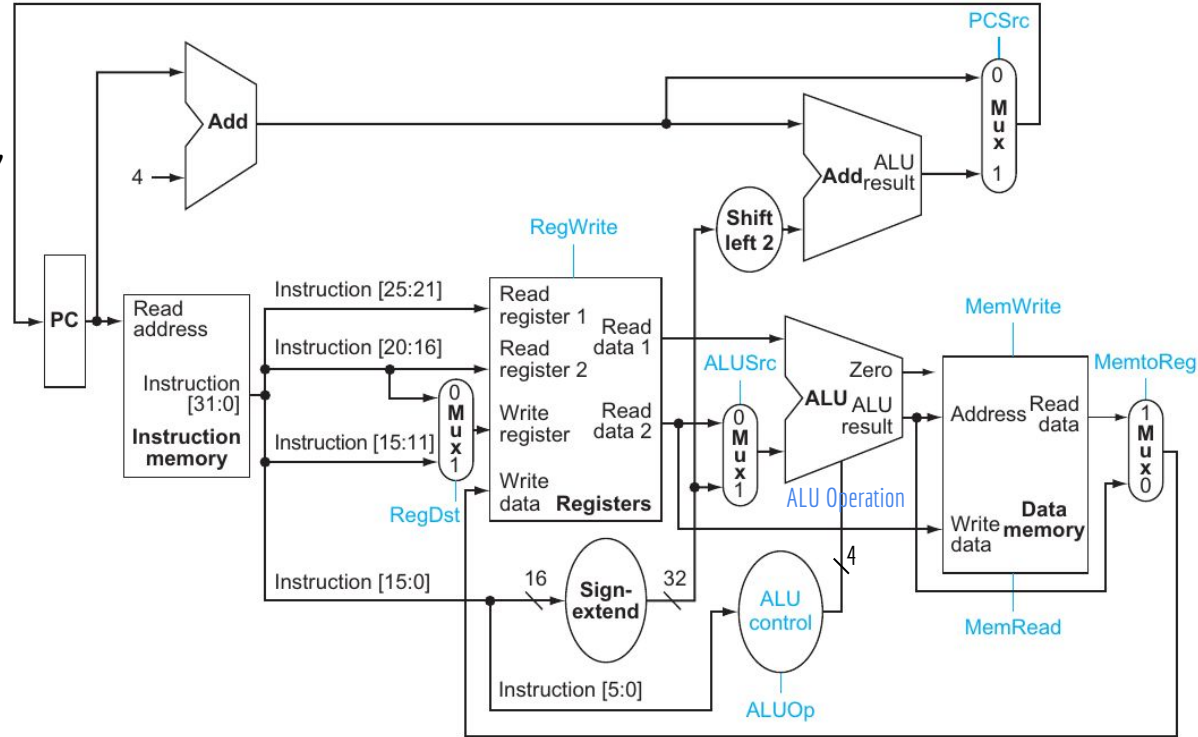 PCSrc
0
Mux
1
Add
4
Add
ALU
result
Shift
left 2
RegWrite
PC
Read
address
Instruction
[31:0]
Instruction
memory
Instruction [25:21]
Instruction [20:16]
Instruction [15:11]
0
Mux
1
RegDst
Read
register 1
Read
register 2
Write
register
Write
data
Read
data 1
Read
data 2
Registers
ALUSrc
0
Mux
1
Zero
ALU
ALU
result
ALU Operation
4
MemWrite
Address
Read
data
Write
data
Data
memory
MemRead
MemtoReg
1
Mux
0
Instruction [15:0]
16
Sign-
extend
32
ALU
control
Instruction [5:0]
ALUOp